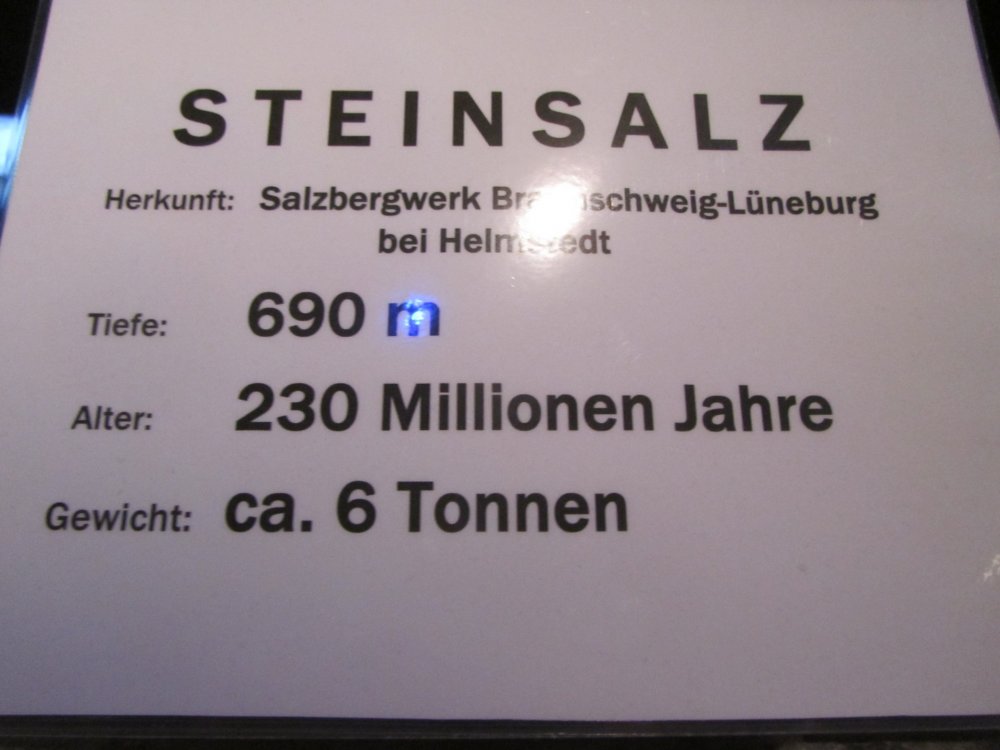 STEINSALZ
Herkunft: Salzbergwerk Braunschweig-Lüneburg
bei Helmstedt
Tiefe: 690 m
Alter: 230 Millionen Jahre
Gewicht: ca. 6 Tonnen